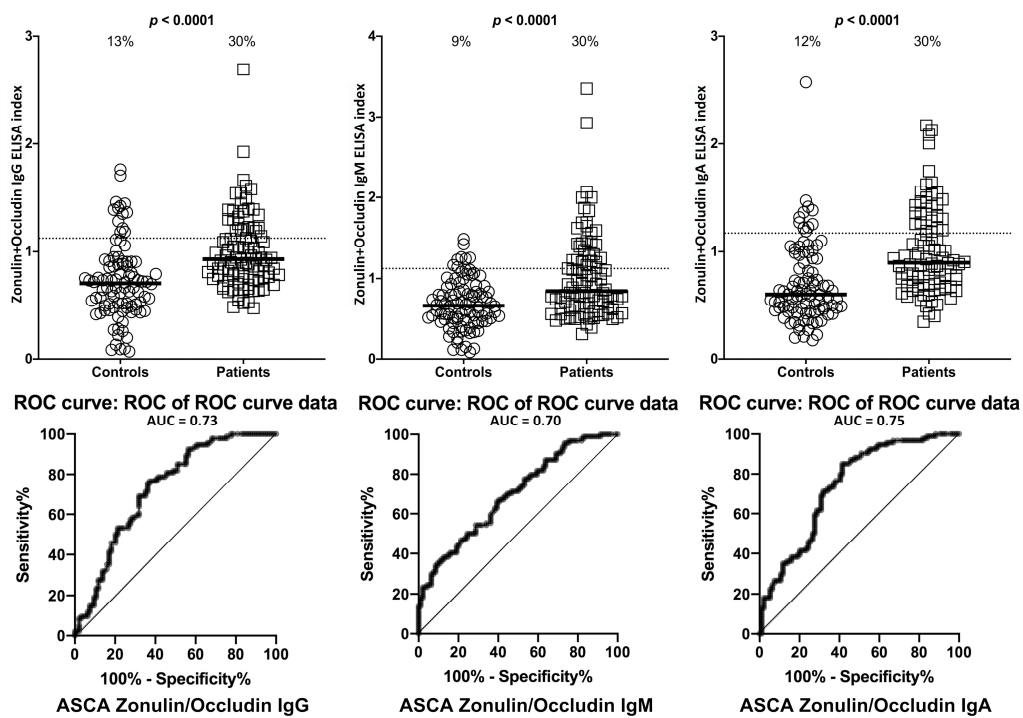 p < 0.0001
13% 30%
3
2
1
0
Zonulin+Occludin IgG ELISA index
Controls Patients
p < 0.0001
9% 30%
4
3
2
1
0
Zonulin+Occludin IgM ELISA index
Controls Patients
p < 0.0001
12% 30%
3
2
1
0
Zonulin+Occludin IgA ELISA index
Controls Patients
ROC curve: ROC of ROC curve data
AUC = 0.73
100
80
60
40
20
0
Sensitivity%
0 20 40 60 80 100
100% - Specificity%
ASCA Zonulin/Occludin IgG
ROC curve: ROC of ROC curve data
AUC = 0.70
100
80
60
40
20
0
Sensitivity%
0 20 40 60 80 100
100% - Specificity%
ASCA Zonulin/Occludin IgM
ROC curve: ROC of ROC curve data
AUC = 0.75
100
80
60
40
20
0
Sensitivity%
0 20 40 60 80 100
100% - Specificity%
ASCA Zonulin/Occludin IgA